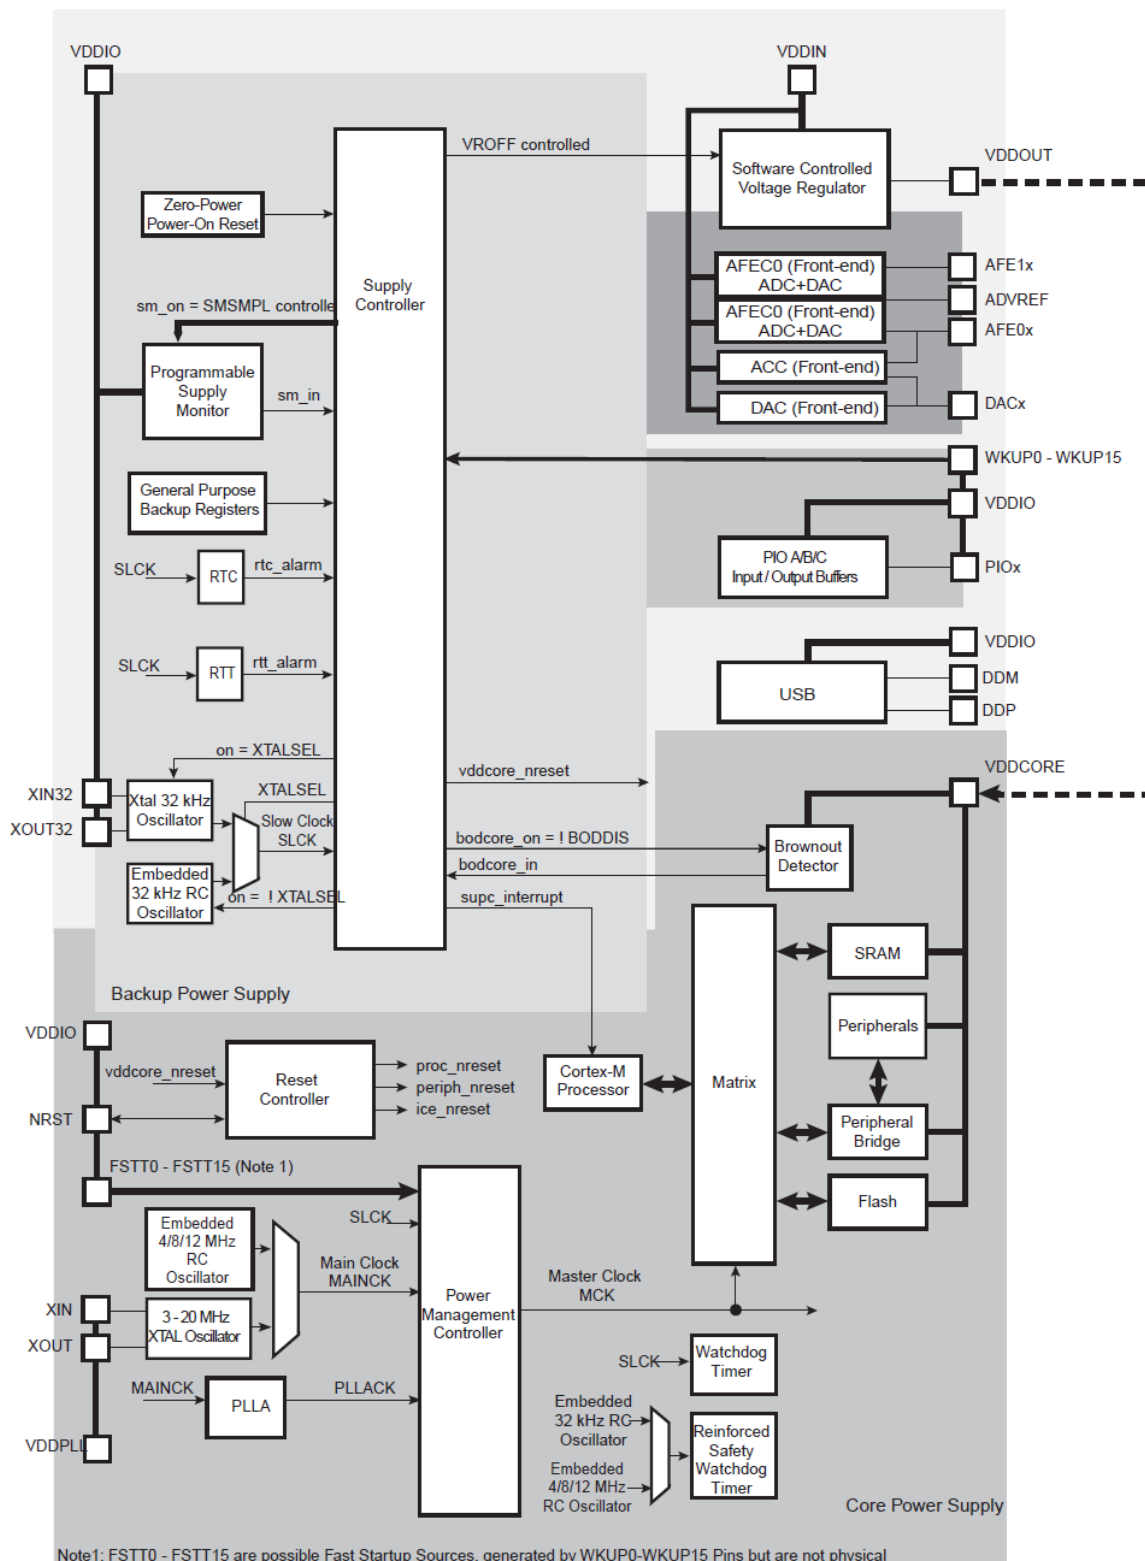 VDDIO
VDDIN
VROFF controlled
Software Controlled
Voltage Regulator
VDDOUT
Zero-Power
Power-On Reset
Supply
Controller
AFEC0 (Front-end)
ADC+DAC
AFE1x
ADVREF
sm_on = SMSMPL controlle
AFEC0 (Front-end)
ADC+DAC
AFE0x
Programmable
Supply
Monitor
sm_in
ACC (Front-end)
DAC (Front-end)
DACx
WKUP0 - WKUP15
General Purpose
Backup Registers
VDDIO
PIO A/B/C
Input / Output Buffers
PIOx
SLCK
RTC
rtc_alarm
VDDIO
SLCK
RTT
rtt_alarm
USB
DDM
DDP
on = XTALSEL
vddcore_nreset
VDDCORE
XIN32
XOUT32
Xtal 32 kHz
Oscillator
XTALSEL
Slow Clock
SLCK
bodcore_on = ! BODDIS
bodcore_in
Brownout
Detector
Embedded
32 kHz RC
Oscillator
on = ! XTALSEL
supc_interrupt
SRAM
Backup Power Supply
VDDIO
Peripherals
vddcore_nreset
Reset
Controller
proc_nreset
periph_nreset
ice_nreset
Cortex-M
Processor
Matrix
NRST
Peripheral
Bridge
FSTT0 - FSTT15 (Note 1)
Flash
SLCK
Embedded
4/8/12 MHz
RC
Oscillator
Main Clock
MAINCK
Power
Management
Controller
Master Clock
MCK
XIN
XOUT
3 - 20 MHz
XTAL Oscillator
SLCK
Watchdog
Timer
MAINCK
PLLA
PLLACK
VDDPLL
Embedded
32 kHz RC
Oscillator
Reinforced
Safety
Watchdog
Timer
Embedded
4/8/12 MHz
RC Oscillator
Core Power Supply
Note1: FSTT0 - FSTT15 are possible Fast Startup Sources, generated by WKUP0-WKUP15 Pins but are not physical